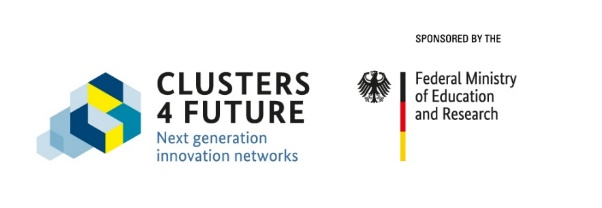 CLUSTERS
4 FUTURE
Next generation
innovation networks
SPONSORED BY THE
Federal Ministry
of Education
and Research